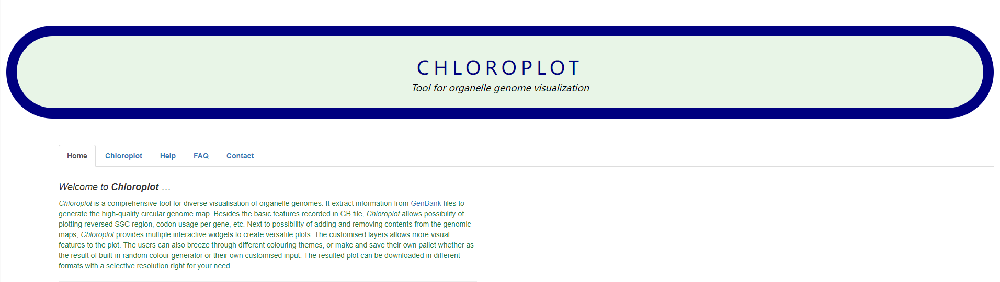 CHLOROPLOT
Tool for organelle genome visualization
Home Chloroplot Help FAQ Contact
Welcome to Chloroplot ...
Chloroplot is a comprehensive tool for diverse visualisation of organelle genomes. It extract information from GenBank files to
generate the high-quality circular genome map. Besides the basic features recorded in GB file, Chloroplot allows possibility of
plotting reversed SSC region, codon usage per gene, etc. Next to possibility of adding and removing contents from the genomic
maps, Chloroplot provides multiple interactive widgets to create versatile plots. The customised layers allows more visual
features to the plot. The users can also breeze through different colouring themes, or make and save their own pallet whether as
the result of built-in random colour generator or their own customised input. The resulted plot can be downloaded in different
formats with a selective resolution right for your need.